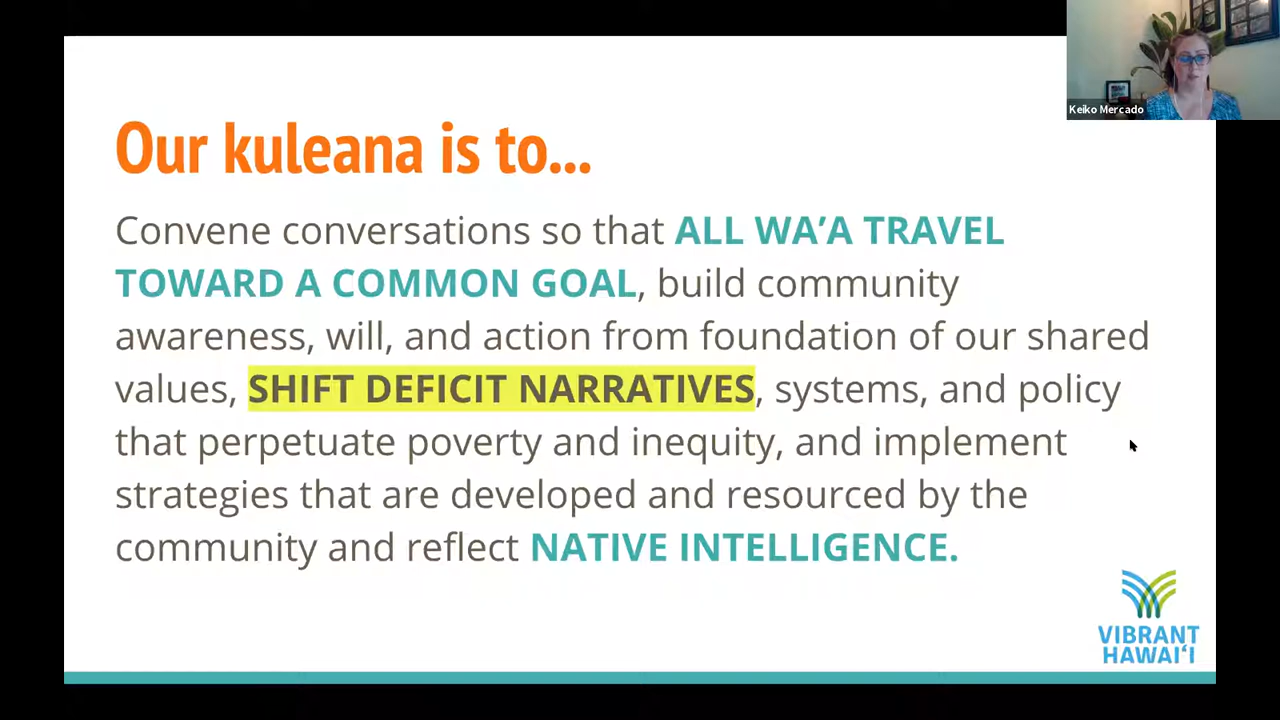 Keiko Mercado
Our kuleana is to...
Convene conversations so that ALL WA’A TRAVEL
TOWARD A COMMON GOAL, build community
awareness, will, and action from foundation of our shared
values, SHIFT DEFICIT NARRATIVES, systems, and policy
that perpetuate poverty and inequity, and implement
strategies that are developed and resourced by the
community and reflect NATIVE INTELLIGENCE.
VIBRANT
HAWAIʻI